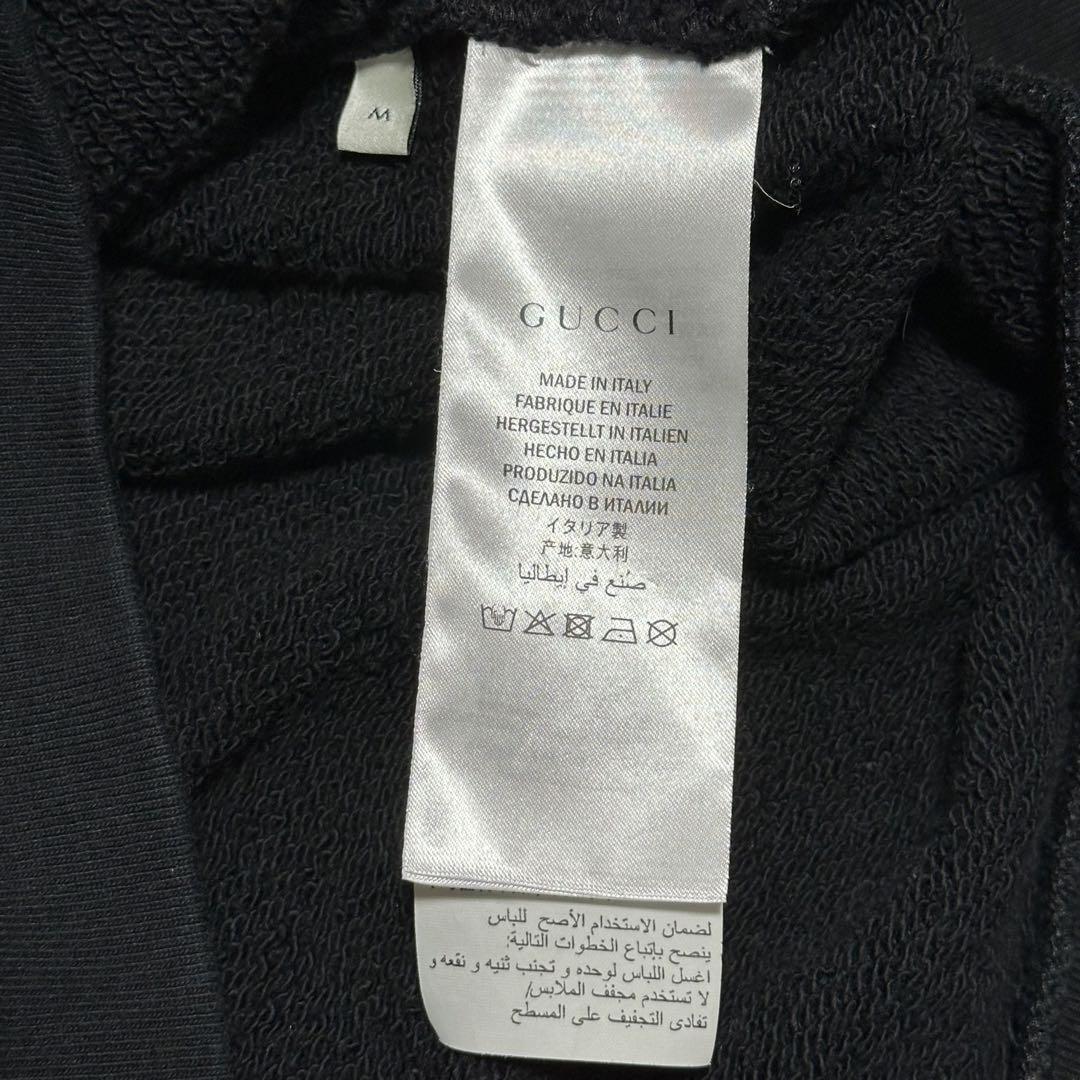 M
GUCCI
MADE IN ITALY
FABRIQUE EN ITALIE
HERGESTELLT IN ITALIEN
HECHO EN ITALIA
PRODUZIDO NA ITALIA
СДЕЛАНО В ИТАЛИИ
イタリア製
产地:意大利
صُنع في إيطاليا
لضمان الاستخدام الأصح للباس
ينصح بإتباع الخطوات التالية:
اغسل اللباس لوحده و تجنب ثنيه و نقعه و
لا تستخدم مجفف الملابس/
تفادى التجفيف على المسطح